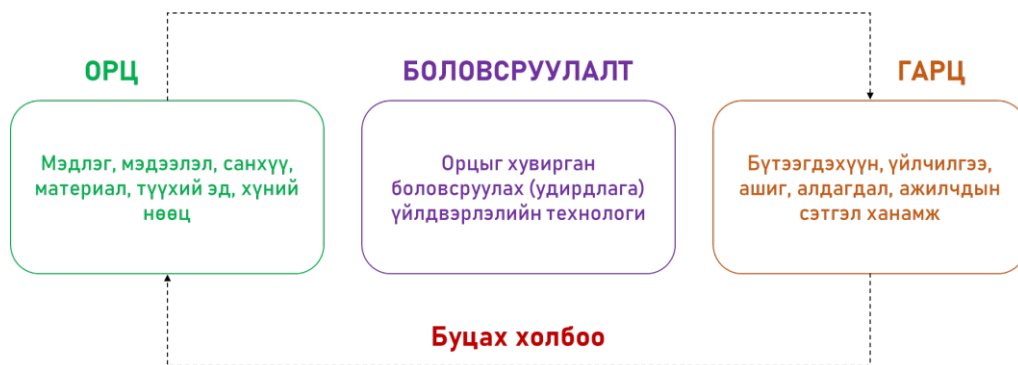 ОРЦ
Мэдлэг, мэдээлэл, санхүү,
материал, түүхий эд, хүний
нөөц
БОЛОВСРУУЛАЛТ
Орцыг хувирган
боловсруулах (удирдлага)
үйлдвэрлэлийн технологи
ГАРЦ
Бүтээгдэхүүн, үйлчилгээ,
ашиг, алдагдал, ажилчдын
сэтгэл ханамж
Буцах холбоо